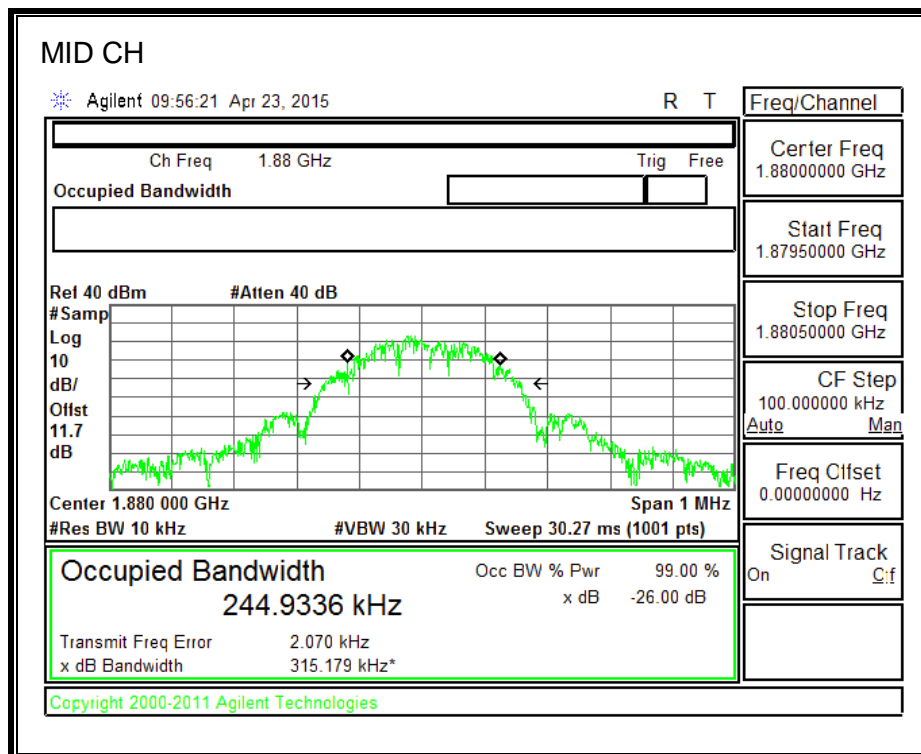 MID CH
Agilent 09:56:21 Apr 23, 2015 R T
Freq/Channel
Ch Freq 1.88 GHz Trig Free
Occupied Bandwidth
Center Freq
1.88000000 GHz
Start Freq
1.87950000 GHz
Stop Freq
1.88050000 GHz
CF Step
100.000000 kHz
Auto Man
Freq Offset
0.00000000 Hz
Signal Track
On Off
Ref 40 dBm #Atten 40 dB
#Samp
Log
10
dB/
Offst
11.7
dB
Center 1.880 000 GHz Span 1 MHz
#Res BW 10 kHz #VBW 30 kHz Sweep 30.27 ms (1001 pts)
Occupied Bandwidth Occ BW % Pwr 99.00 %
244.9336 kHz x dB -26.00 dB
Transmit Freq Error 2.070 kHz
x dB Bandwidth 315.179 kHz*
Copyright 2000-2011 Agilent Technologies